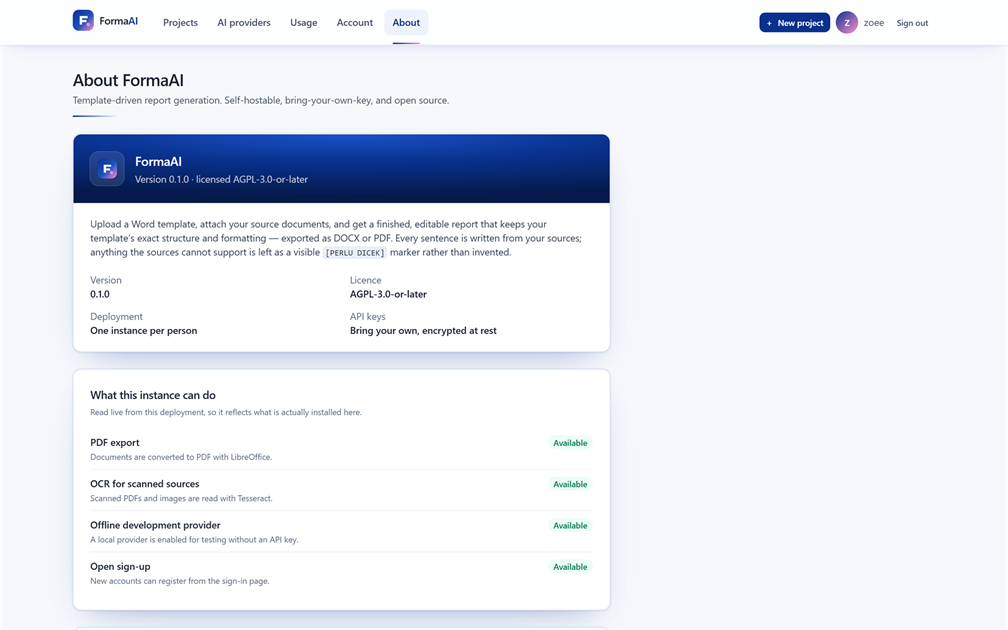 FormaAI
Projects
AI providers
Usage
Account
About
+ New project
Z
zoee
Sign out
About FormaAI
Template-driven report generation. Self-hostable, bring-your-own-key, and open source.
F
FormaAI
Version 0.1.0 · licensed AGPL-3.0-or-later
Upload a Word template, attach your source documents, and get a finished, editable report that keeps your
template's exact structure and formatting — exported as DOCX or PDF. Every sentence is written from your sources;
anything the sources cannot support is left as a visible [PERLU DICEK] marker rather than invented.
Version
0.1.0
Licence
AGPL-3.0-or-later
Deployment
One instance per person
API keys
Bring your own, encrypted at rest
What this instance can do
Read live from this deployment, so it reflects what is actually installed here.
PDF export
Available
Documents are converted to PDF with LibreOffice.
OCR for scanned sources
Available
Scanned PDFs and images are read with Tesseract.
Offline development provider
Available
A local provider is enabled for testing without an API key.
Open sign-up
Available
New accounts can register from the sign-in page.